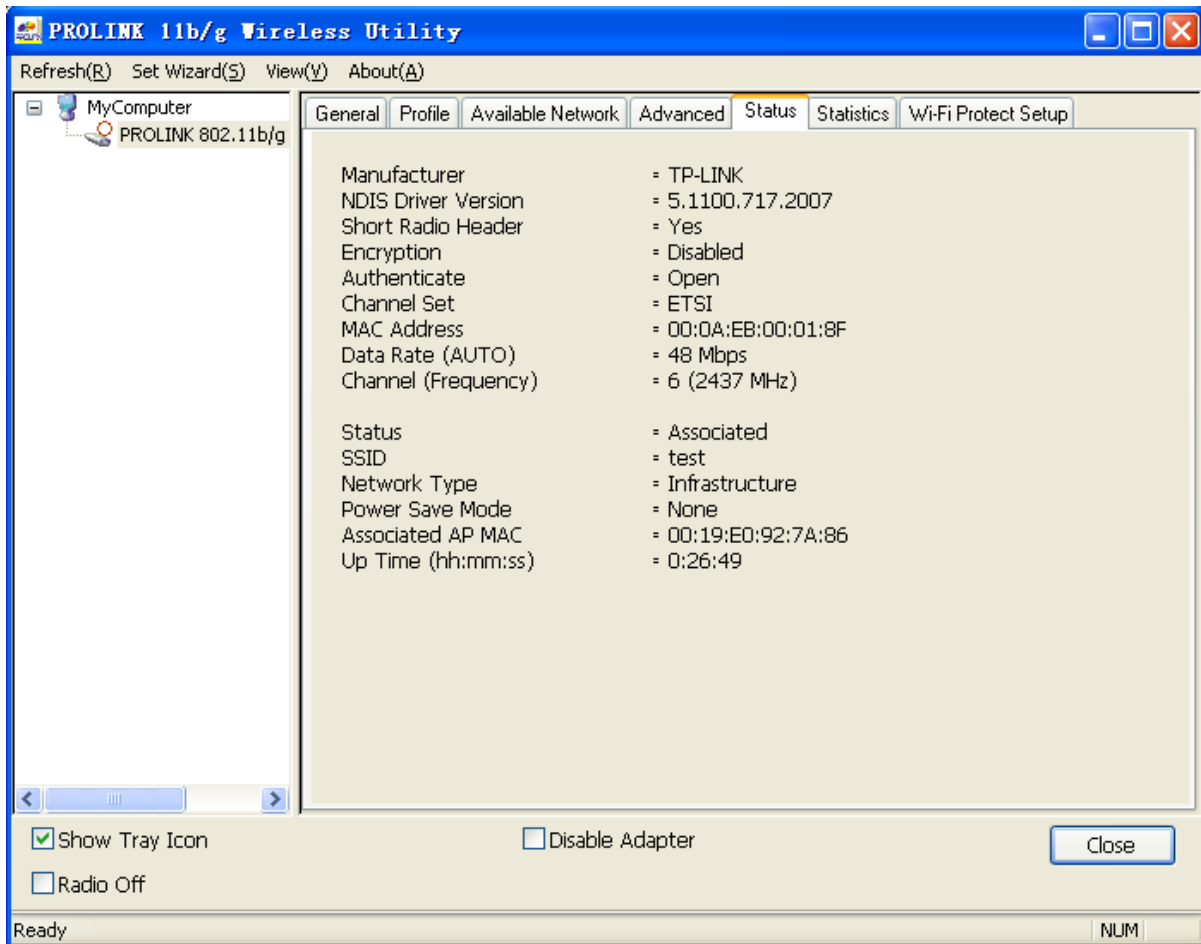 PROLINK 11b/g Wireless Utility
Refresh(R) Set Wizard(S) View(V) About(A)
MyComputer
PROLINK 802.11b/g
General Profile Available Network Advanced Status Statistics Wi-Fi Protect Setup
Manufacturer = TP-LINK
NDIS Driver Version = 5.1100.717.2007
Short Radio Header = Yes
Encryption = Disabled
Authenticate = Open
Channel Set = ETSI
MAC Address = 00:0A:EB:00:01:8F
Data Rate (AUTO) = 48 Mbps
Channel (Frequency) = 6 (2437 MHz)
Status = Associated
SSID = test
Network Type = Infrastructure
Power Save Mode = None
Associated AP MAC = 00:19:E0:92:7A:86
Up Time (hh:mm:ss) = 0:26:49
Show Tray Icon Disable Adapter Close
Radio Off
Ready NUM